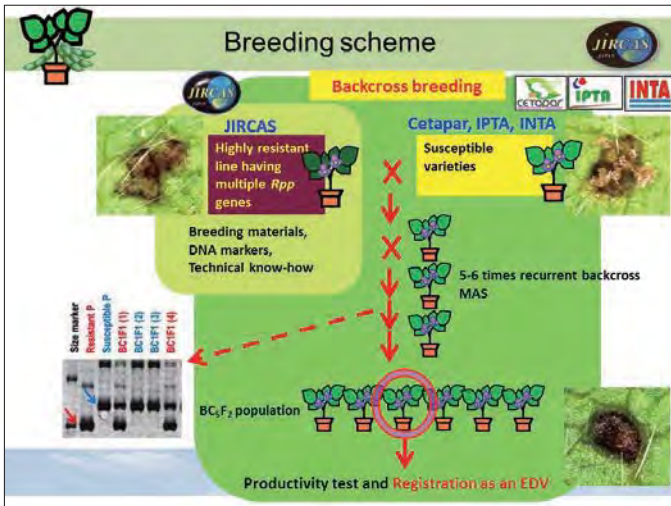 Breeding scheme
JIRCAS
JIRCAS
Backcross breeding
CETAPAR
IPTA
INTA
JIRCAS
Highly resistant
line having
multiple Rpp
genes
Breeding materials,
DNA markers,
Technical know-how
Cetapar, IPTA, INTA
Susceptible
varieties
5-6 times recurrent backcross
MAS
Size marker
Resistant P
Susceptible P
BC1F1 (1)
BC1F1 (2)
BC1F1 (3)
BC1F1 (4)
BC₅F₂ population
Productivity test and Registration as an EDV